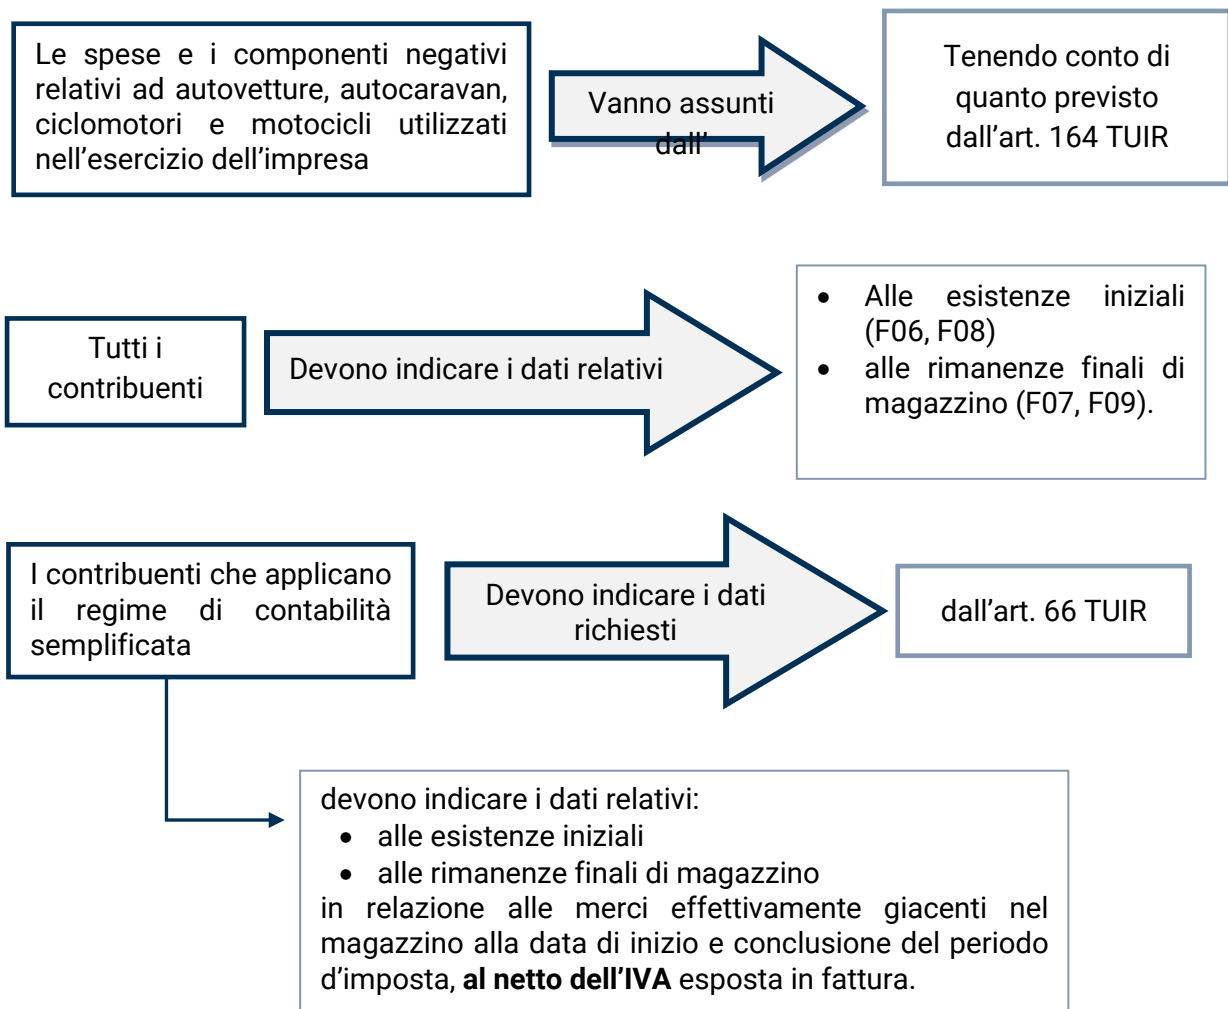 Le spese e i componenti negativi
relativi ad autovetture, autocaravan,
ciclomotori e motocicli utilizzati
nell’esercizio dell’impresa
Vanno assunti
dall’
Tenendo conto di
quanto previsto
dall’art. 164 TUIR
Tutti i
contribuenti
Devono indicare i dati relativi
• Alle esistenze iniziali
(F06, F08)
• alle rimanenze finali di
magazzino (F07, F09).
I contribuenti che applicano
il regime di contabilità
semplificata
Devono indicare i dati
richiesti
dall’art. 66 TUIR
devono indicare i dati relativi:
• alle esistenze iniziali
• alle rimanenze finali di magazzino
in relazione alle merci effettivamente giacenti nel
magazzino alla data di inizio e conclusione del periodo
d’imposta, al netto dell’IVA esposta in fattura.